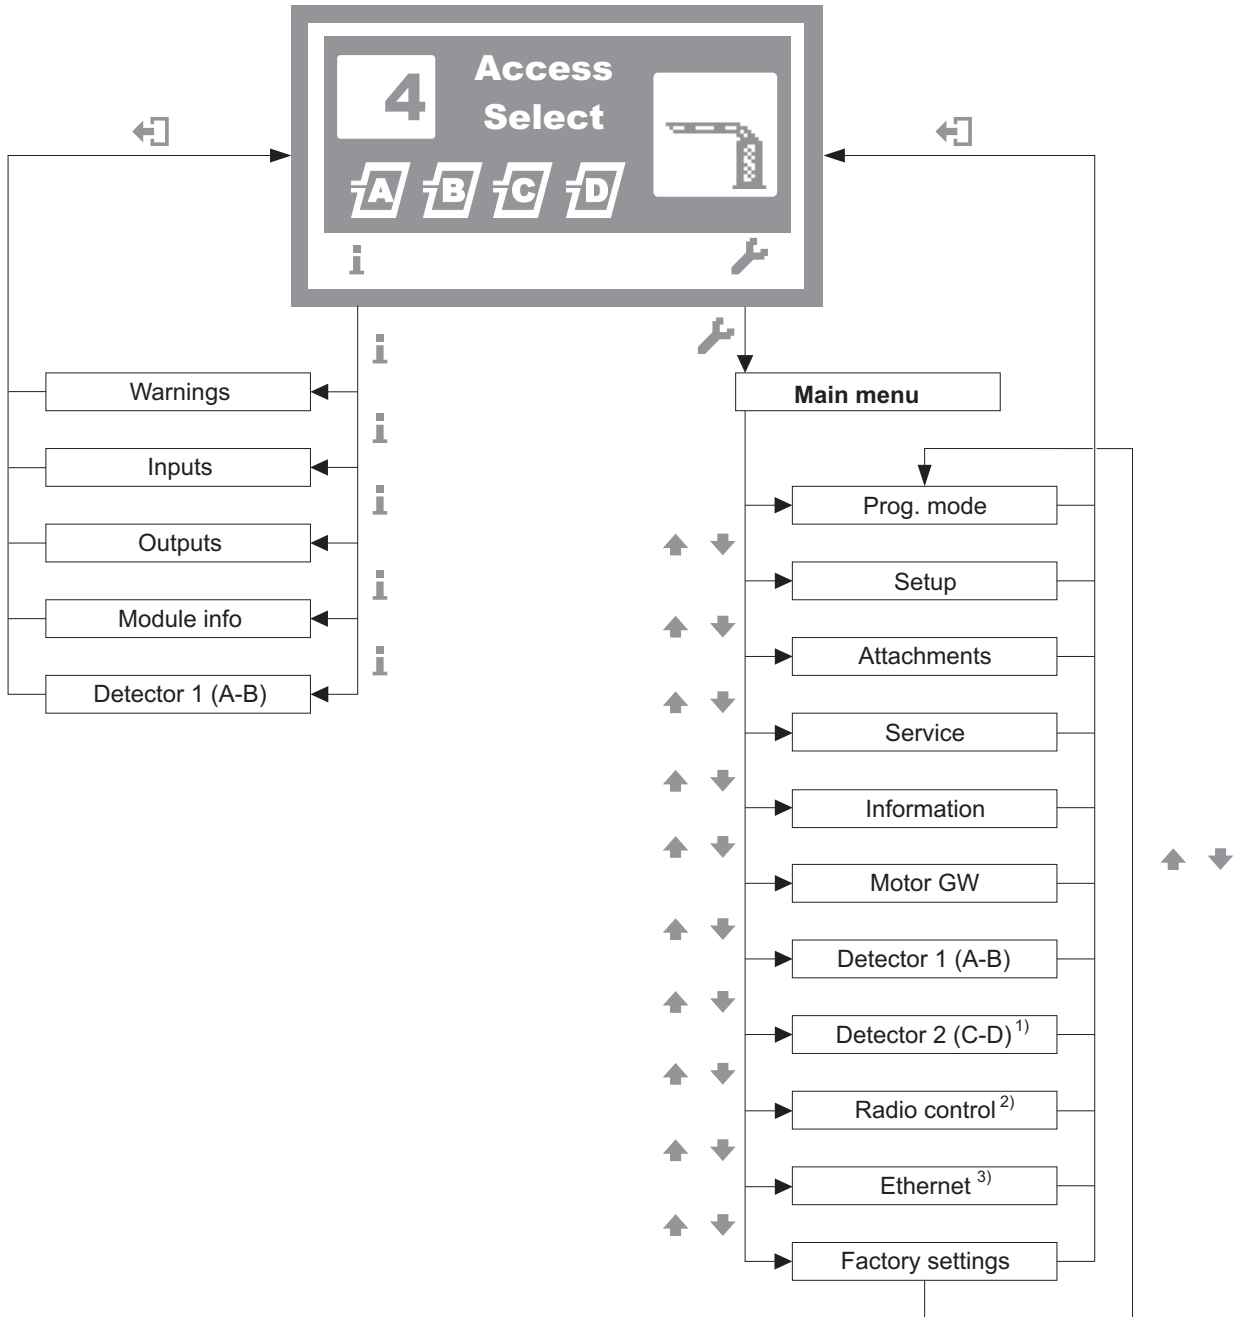 4
Access
Select
A B C D
i
i
Warnings
i
Inputs
i
Outputs
i
Module info
i
Detector 1 (A-B)
Main menu
Prog. mode
Setup
Attachments
Service
Information
Motor GW
Detector 1 (A-B)
Detector 2 (C-D) 1)
Radio control 2)
Ethernet 3)
Factory settings